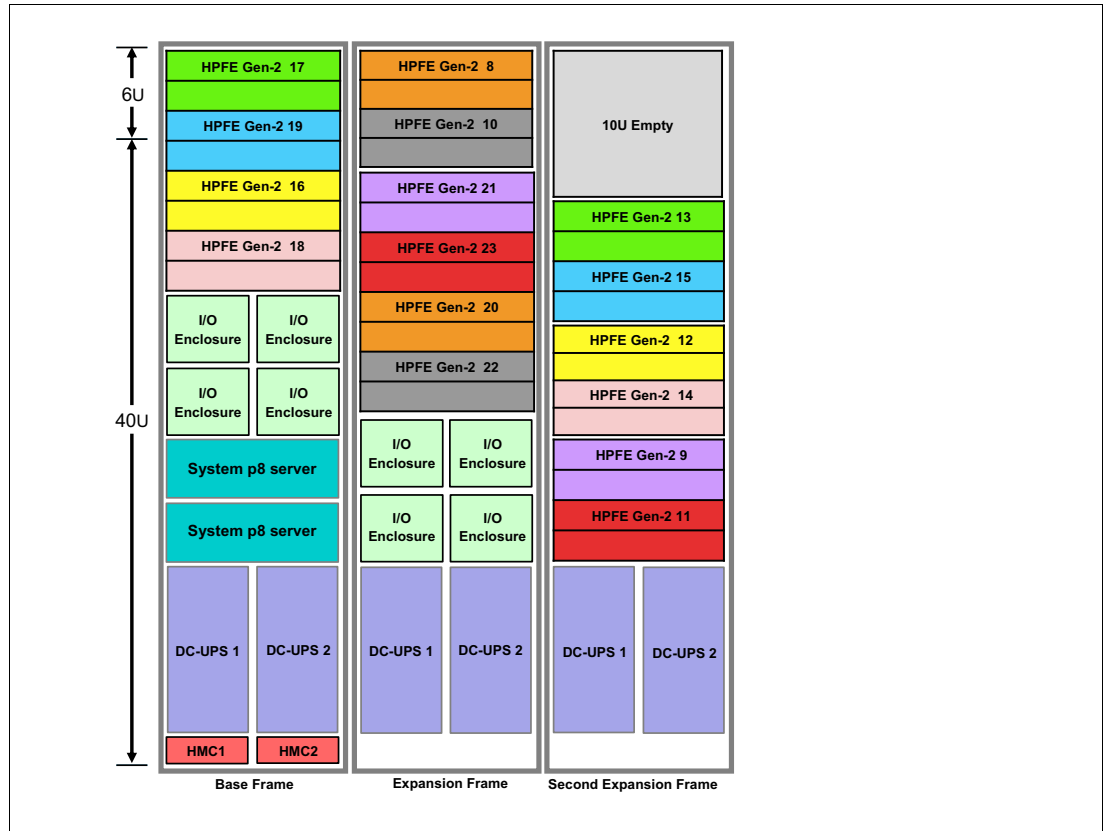 6U
40U
HPFE Gen-2 17
HPFE Gen-2 19
HPFE Gen-2 16
HPFE Gen-2 18
I/O
Enclosure
I/O
Enclosure
I/O
Enclosure
I/O
Enclosure
System p8 server
System p8 server
DC-UPS 1
DC-UPS 2
HMC1
HMC2
Base Frame
HPFE Gen-2 8
HPFE Gen-2 10
HPFE Gen-2 21
HPFE Gen-2 23
HPFE Gen-2 20
HPFE Gen-2 22
I/O
Enclosure
I/O
Enclosure
I/O
Enclosure
I/O
Enclosure
DC-UPS 1
DC-UPS 2
Expansion Frame
10U Empty
HPFE Gen-2 13
HPFE Gen-2 15
HPFE Gen-2 12
HPFE Gen-2 14
HPFE Gen-2 9
HPFE Gen-2 11
DC-UPS 1
DC-UPS 2
Second Expansion Frame